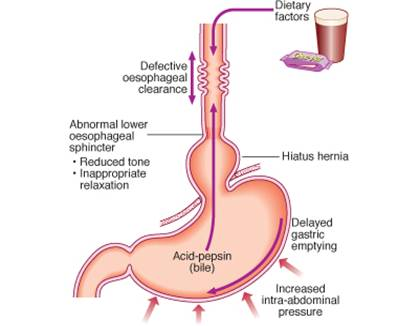 Dietary
factors
Defective
oesophageal
clearance
Abnormal lower
oesophageal
sphincter
• Reduced tone
• Inappropriate
relaxation
Hiatus hernia
Delayed
gastric
emptying
Acid-pepsin
(bile)
Increased
intra-abdominal
pressure